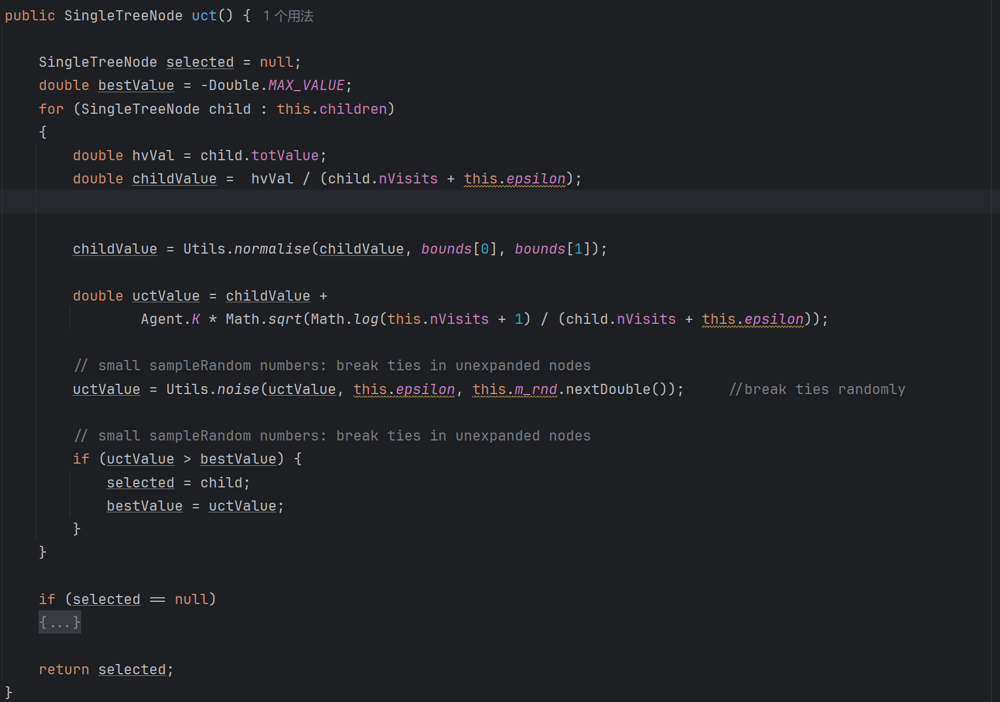 public SingleTreeNode uct() { 1 个用法
SingleTreeNode selected = null;
double bestValue = -Double.MAX_VALUE;
for (SingleTreeNode child : this.children)
{
double hvVal = child.totValue;
double childValue =  hvVal / (child.nVisits + this.epsilon);
childValue = Utils.normalise(childValue, bounds[0], bounds[1]);
double uctValue = childValue +
Agent.K * Math.sqrt(Math.log(this.nVisits + 1) / (child.nVisits + this.epsilon));
// small sampleRandom numbers: break ties in unexpanded nodes
uctValue = Utils.noise(uctValue, this.epsilon, this.m_rnd.nextDouble());     //break ties randomly
// small sampleRandom numbers: break ties in unexpanded nodes
if (uctValue > bestValue) {
selected = child;
bestValue = uctValue;
}
}
if (selected == null)
{...}
return selected;
}